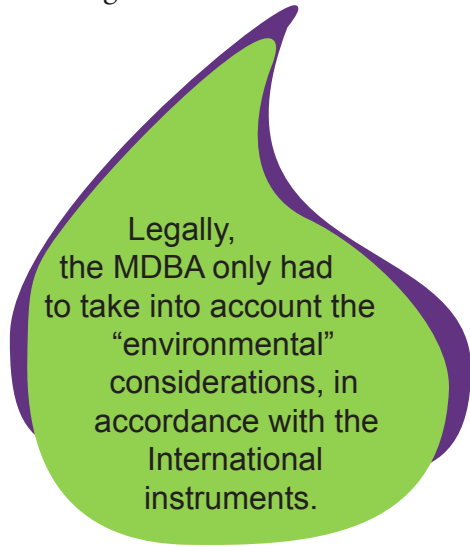 Legally,
the MDBA only had
to take into account the
“environmental”
considerations, in
accordance with the
International
instruments.